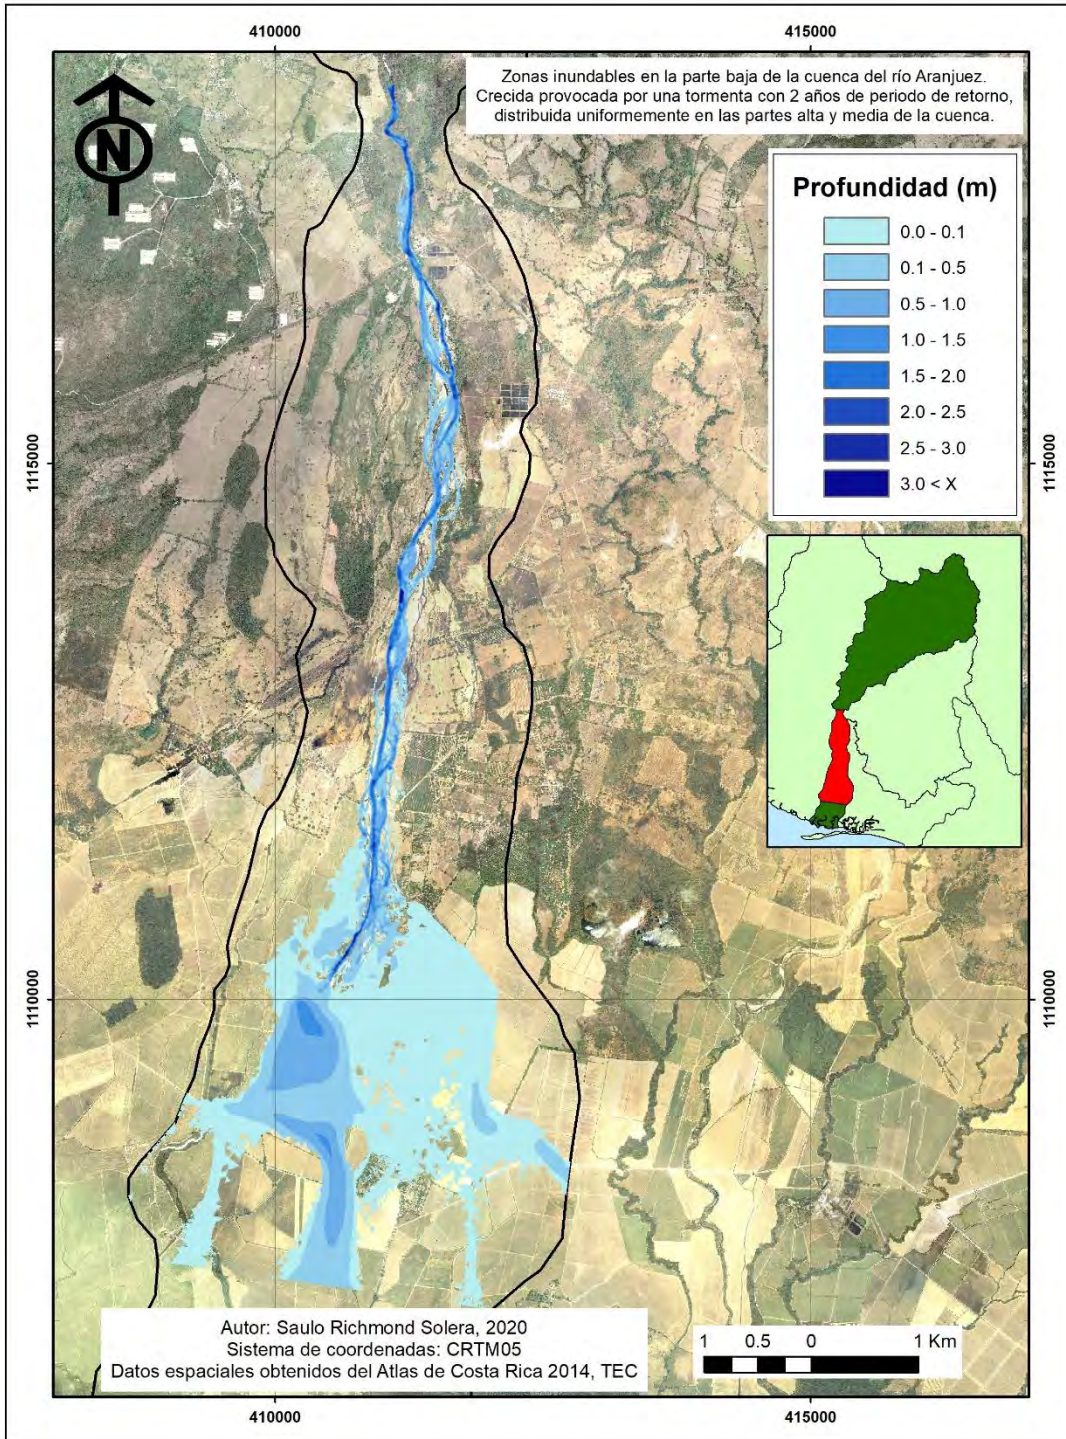 410000
415000
Zonas inundables en la parte baja de la cuenca del río Aranjuez.
Crecida provocada por una tormenta con 2 años de periodo de retorno,
distribuida uniformemente en las partes alta y media de la cuenca.
N
Profundidad (m)
0.0 - 0.1
0.1 - 0.5
0.5 - 1.0
1.0 - 1.5
1.5 - 2.0
2.0 - 2.5
2.5 - 3.0
3.0 < X
1115000
1115000
1110000
1110000
Autor: Saulo Richmond Solera, 2020
Sistema de coordenadas: CRTM05
Datos espaciales obtenidos del Atlas de Costa Rica 2014, TEC
1 0.5 0 1 Km
410000
415000